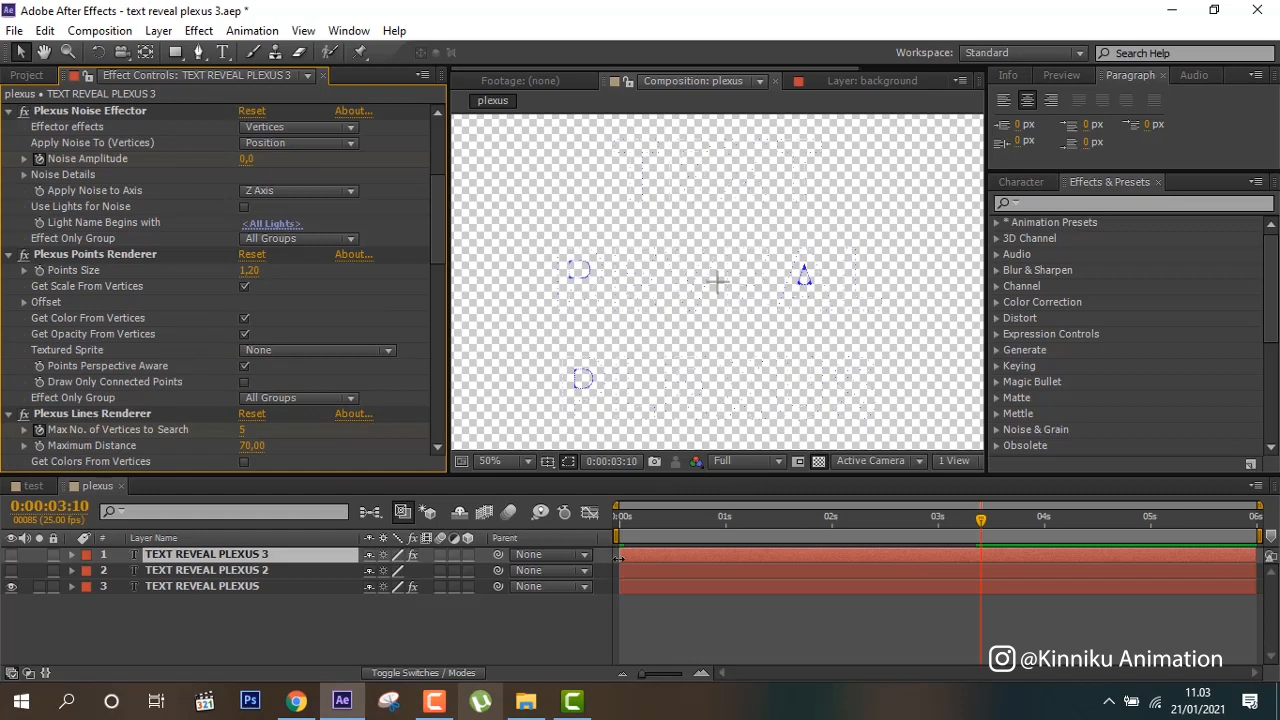 Adobe After Effects - text reveal plexus 3.aep *
File Edit Composition Layer Effect Animation View Window Help
Workspace: Standard Search Help
Project Effect Controls: TEXT REVEAL PLEXUS 3
Footage: (none) Composition: plexus Layer: background
Info Preview Paragraph Audio
plexus • TEXT REVEAL PLEXUS 3
plexus
Plexus Noise Effector Reset About...
Effector effects Vertices
Apply Noise To (Vertices) Position
Noise Amplitude 0,0
Noise Details
Apply Noise to Axis Z Axis
Use Lights for Noise
Light Name Begins with <All Lights>
Effect Only Group All Groups
Plexus Points Renderer Reset About...
Points Size 1,20
Get Scale From Vertices
Offset
Get Color From Vertices
Get Opacity From Vertices
Textured Sprite None
Points Perspective Aware
Draw Only Connected Points
Effect Only Group All Groups
Plexus Lines Renderer Reset About...
Max No. of Vertices to Search 5
Maximum Distance 70,00
Get Colors From Vertices
D A
D
50% 0:00:03:10 Full Active Camera 1 View
0 px 0 px 0 px
0 px 0 px
Character Effects & Presets
* Animation Presets
3D Channel
Audio
Blur & Sharpen
Channel
Color Correction
Distort
Expression Controls
Generate
Keying
Magic Bullet
Matte
Mettle
Noise & Grain
Obsolete
test plexus
0:00:03:10
00085 (25.00 fps)
:00s 01s 02s 03s 04s 05s 06s
# Layer Name Parent
1 T TEXT REVEAL PLEXUS 3 fx None
2 T TEXT REVEAL PLEXUS 2 None
3 T TEXT REVEAL PLEXUS fx None
Toggle Switches / Modes
@Kinniku Animation
11.03
21/01/2021